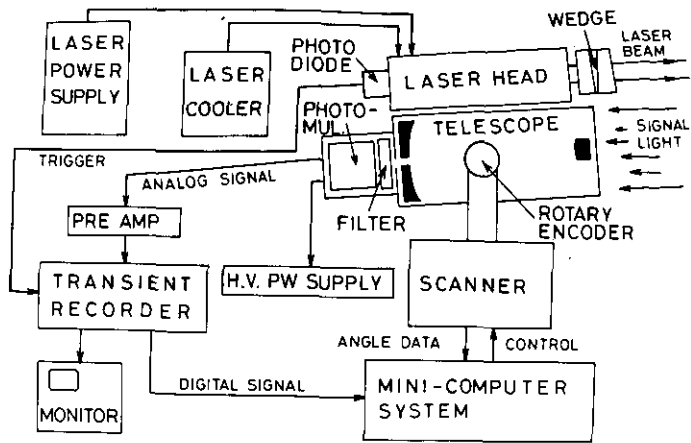 LASER
POWER
SUPPLY
LASER
COOLER
PHOTO
DIODE
LASER HEAD
WEDGE
LASER
BEAM
PHOTO-
MUL.
TELESCOPE
SIGNAL
LIGHT
TRIGGER
ANALOG SIGNAL
FILTER
ROTARY
ENCODER
PRE AMP
H.V. PW SUPPLY
SCANNER
TRANSIENT
RECORDER
ANGLE DATA
CONTROL
MONITOR
DIGITAL SIGNAL
MINI-COMPUTER
SYSTEM